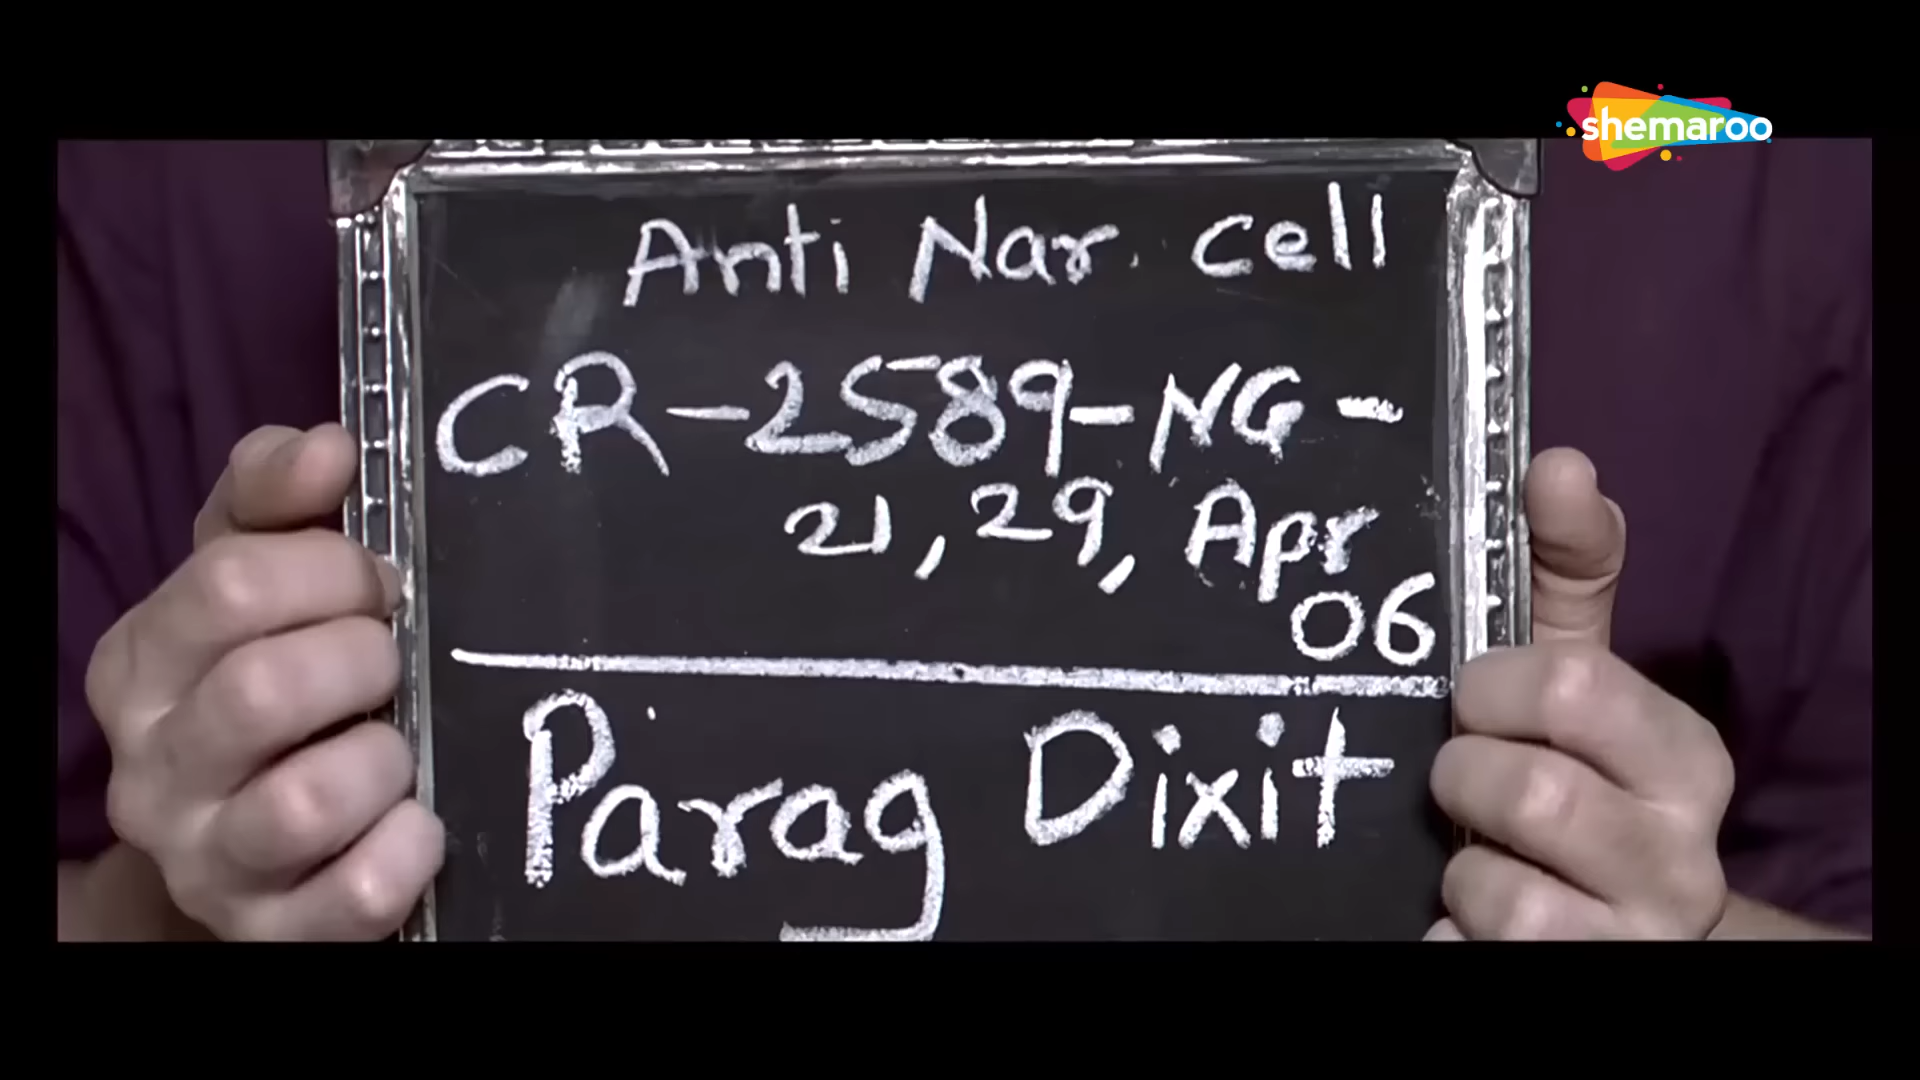 shemaroo
Anti Nar. Cell
CR-2589-NG-
21, 29, Apr
06
Parag Dixit